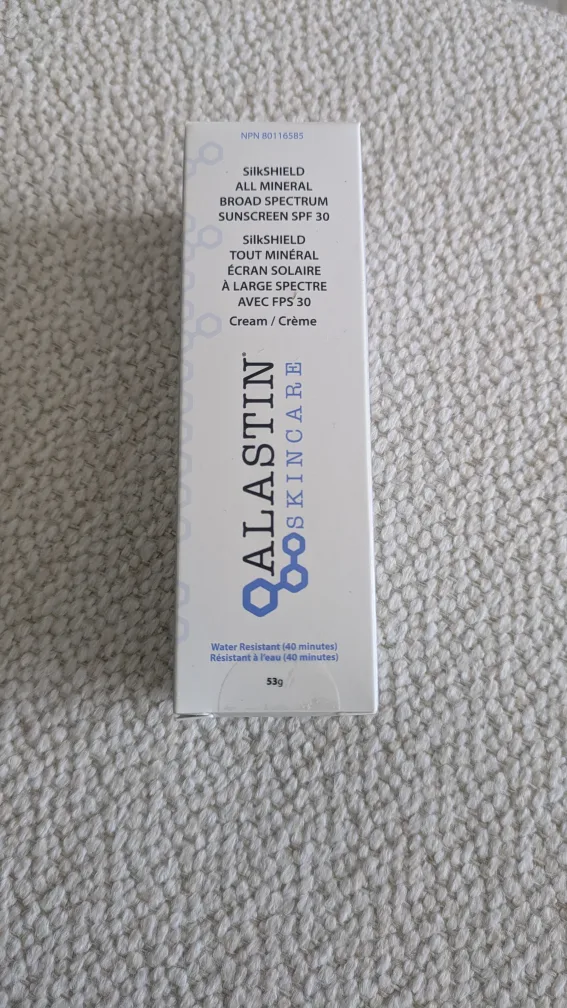 NPN 80116585
SilkSHIELD
ALL MINERAL
BROAD SPECTRUM
SUNSCREEN SPF 30
SilkSHIELD
TOUT MINÉRAL
ÉCRAN SOLAIRE
À LARGE SPECTRE
AVEC FPS 30
Cream / Crème
ALASTIN®
SKINCARE
Water Resistant (40 minutes)
Résistant à l'eau (40 minutes)
53g